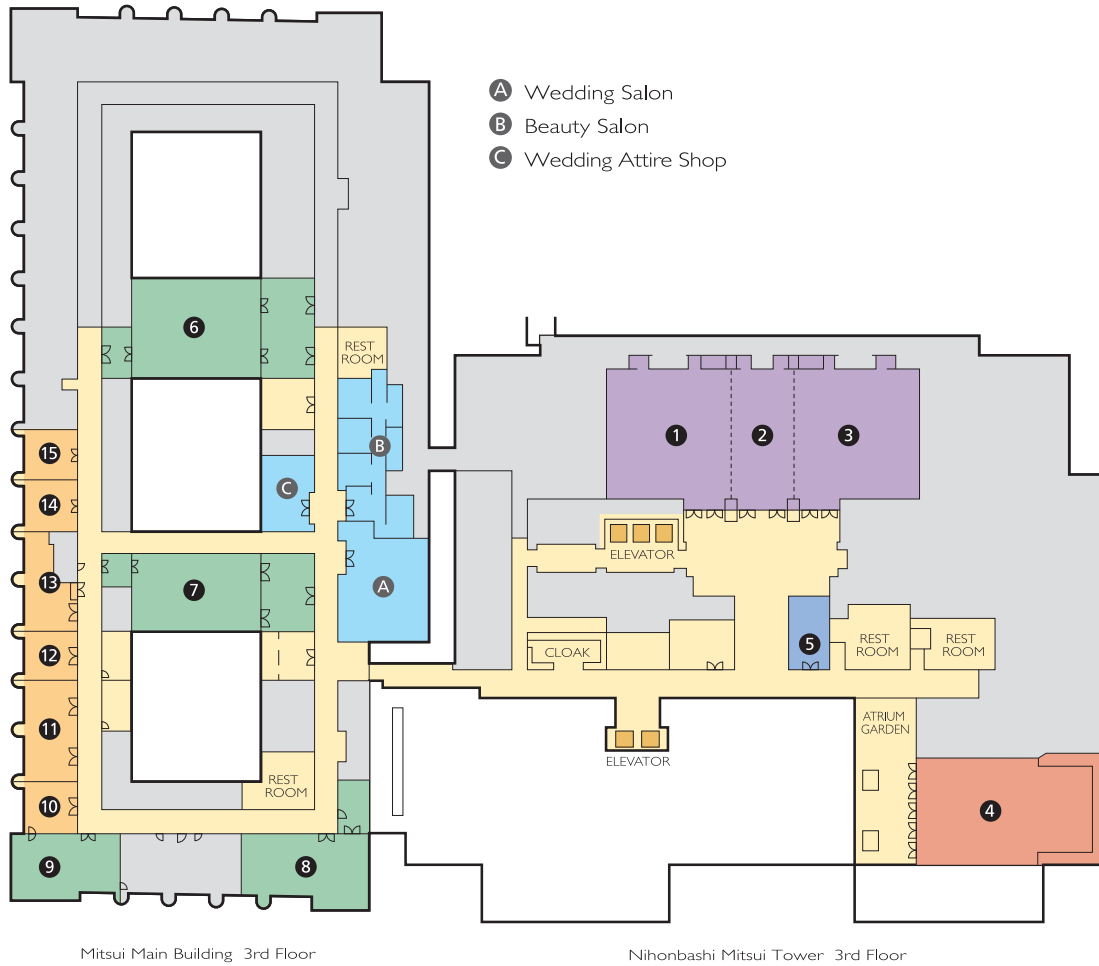 A Wedding Salon
B Beauty Salon
C Wedding Attire Shop
6
REST
ROOM
15
B
14
C
13
7
A
12
11
REST
ROOM
10
9
8
1
2
3
ELEVATOR
5
CLOAK
REST
ROOM
REST
ROOM
ATRIUM
GARDEN
ELEVATOR
4
Mitsui Main Building 3rd Floor
Nihonbashi Mitsui Tower 3rd Floor